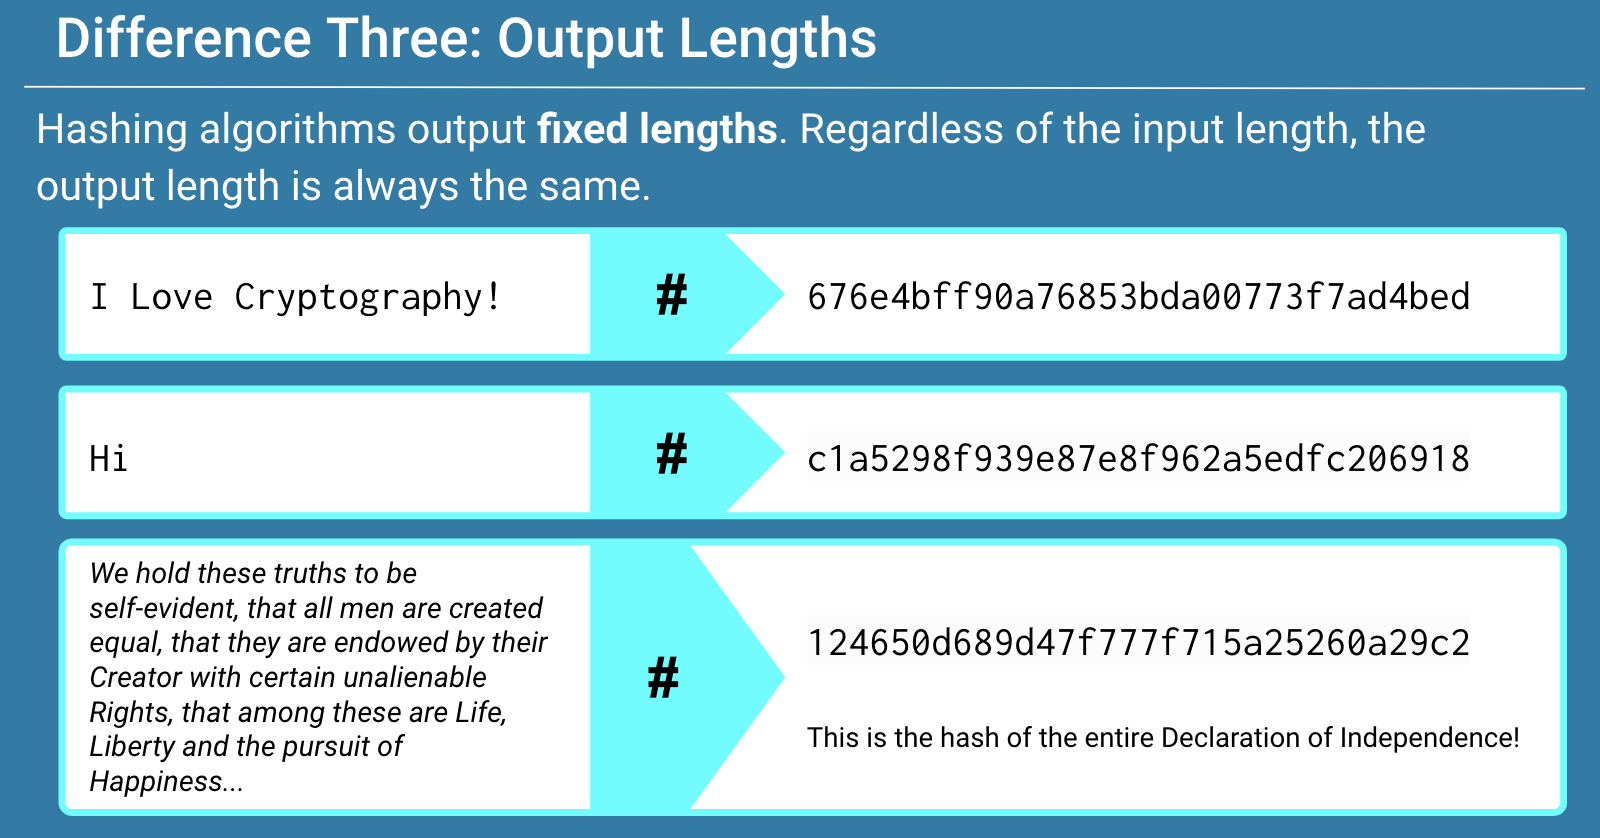 Difference Three: Output Lengths
Hashing algorithms output fixed lengths. Regardless of the input length, the
output length is always the same.
I Love Cryptography!
#
676e4bff90a76853bda00773f7ad4bed
Hi
#
c1a5298f939e87e8f962a5edfc206918
We hold these truths to be
self-evident, that all men are created
equal, that they are endowed by their
Creator with certain unalienable
Rights, that among these are Life,
Liberty and the pursuit of
Happiness...
#
124650d689d47f777f715a25260a29c2
This is the hash of the entire Declaration of Independence!